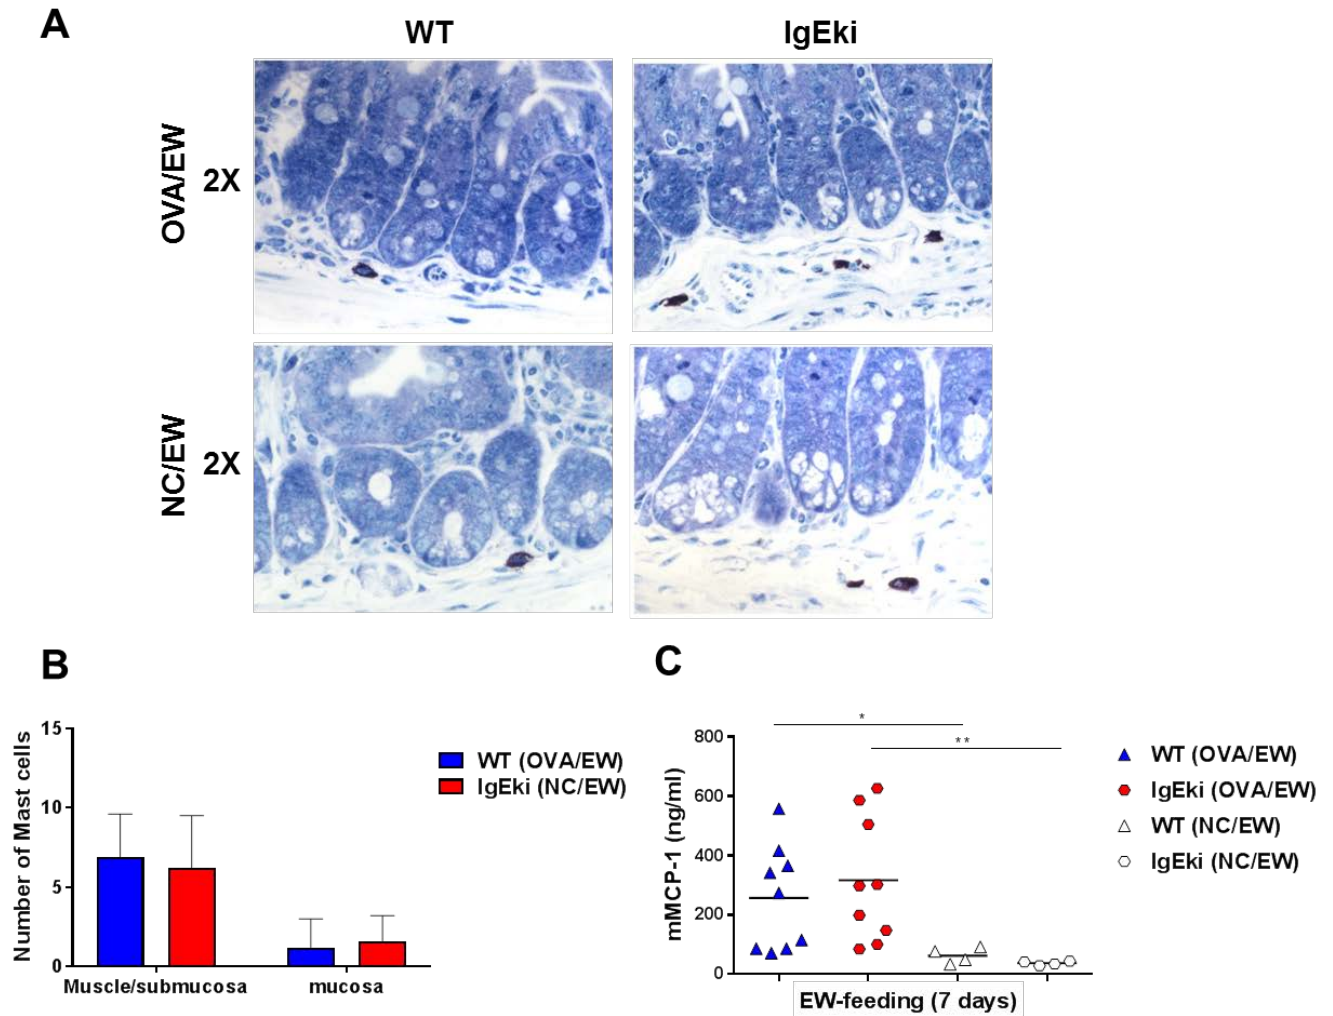 A
WT
IgEki
OVA/EW
2X
NC/EW
2X
B
Number of Mast cells
15
10
5
0
Muscle/submucosa
mucosa
WT (OVA/EW)
IgEki (NC/EW)
C
mMCP-1 (ng/ml)
800
600
400
200
0
*
**
EW-feeding (7 days)
WT (OVA/EW)
IgEki (OVA/EW)
WT (NC/EW)
IgEki (NC/EW)